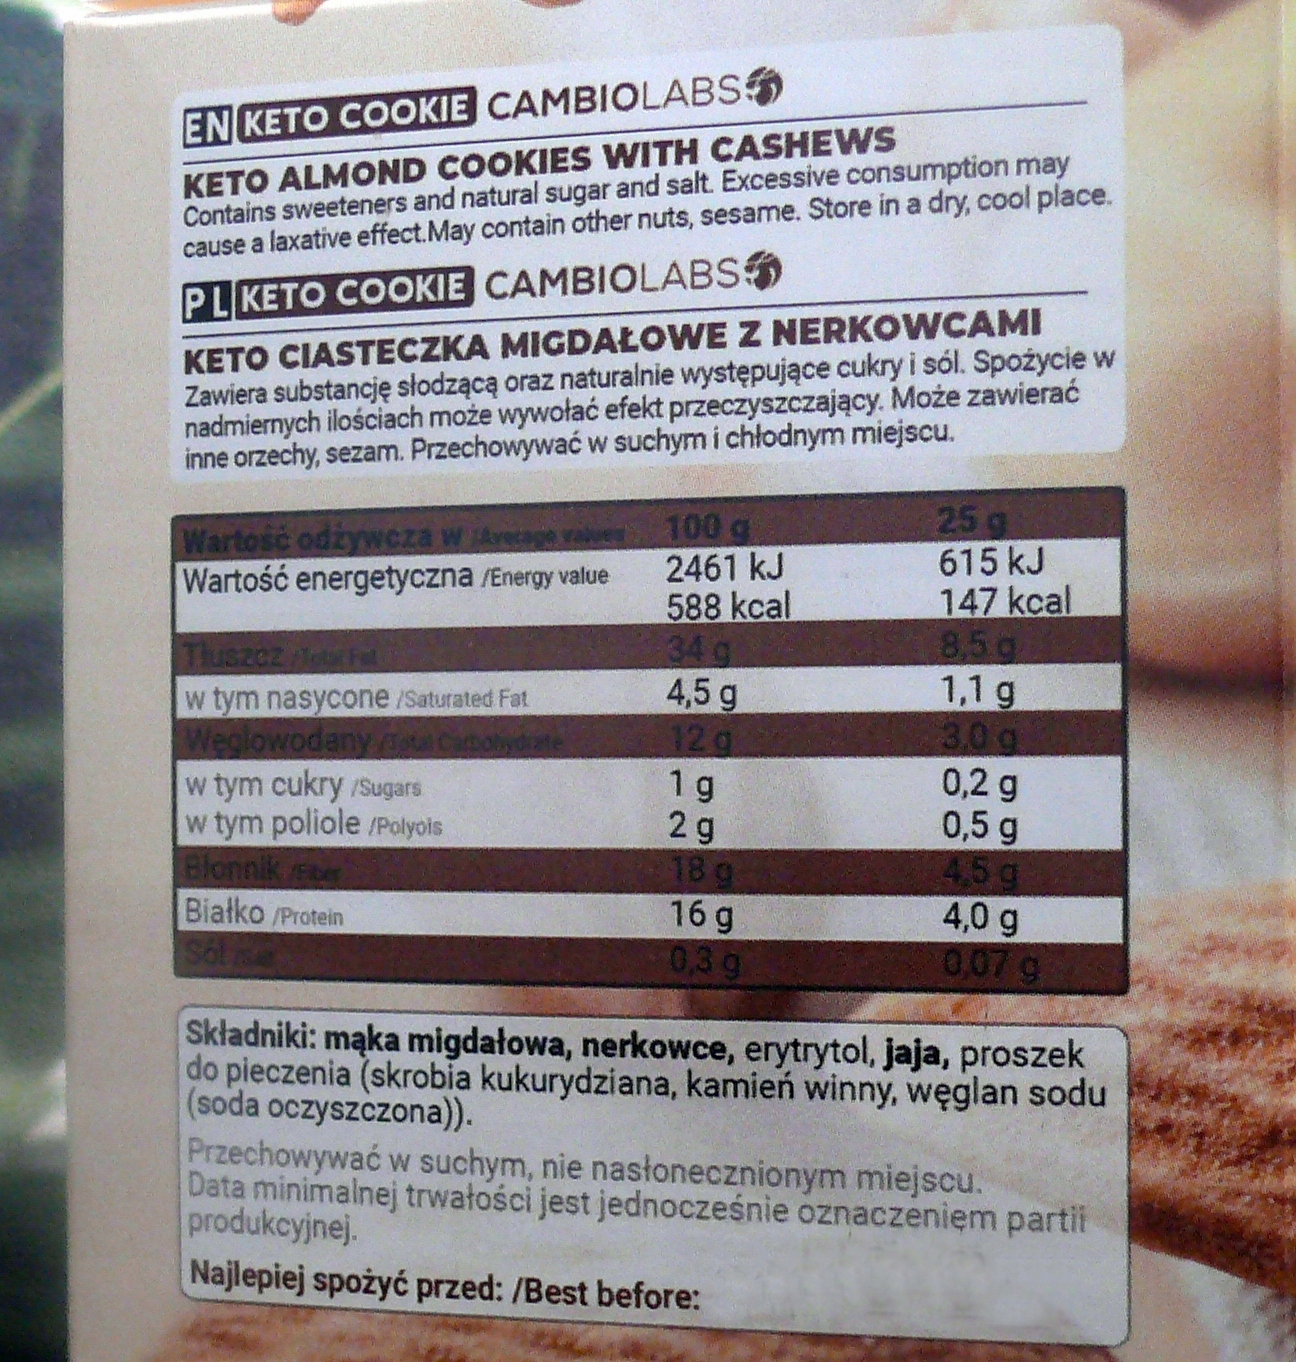 EN KETO COOKIE CAMBIOLABS
KETO ALMOND COOKIES WITH CASHEWS
Contains sweeteners and natural sugar and salt. Excessive consumption may
cause a laxative effect.May contain other nuts, sesame. Store in a dry, cool place.
PL KETO COOKIE CAMBIOLABS
KETO CIASTECZKA MIGDAŁOWE Z NERKOWCAMI
Zawiera substancję słodzącą oraz naturalnie występujące cukry i sól. Spożycie w
nadmiernych ilościach może wywołać efekt przeczyszczający. Może zawierać
inne orzechy, sezam. Przechowywać w suchym i chłodnym miejscu.
Wartość odżywcza w /Average values 100 g 25 g
Wartość energetyczna /Energy value 2461 kJ 615 kJ
588 kcal 147 kcal
Tłuszcz /Total Fat 34 g 8,5 g
w tym nasycone /Saturated Fat 4,5 g 1,1 g
Węglowodany /Total Carbohydrate 12 g 3,0 g
w tym cukry /Sugars 1 g 0,2 g
w tym poliole /Polyols 2 g 0,5 g
Błonnik /Fiber 18 g 4,5 g
Białko /Protein 16 g 4,0 g
Sól /Salt 0,3 g 0,07 g
Składniki: mąka migdałowa, nerkowce, erytrytol, jaja, proszek
do pieczenia (skrobia kukurydziana, kamień winny, węglan sodu
(soda oczyszczona)).
Przechowywać w suchym, nie nasłonecznionym miejscu.
Data minimalnej trwałości jest jednocześnie oznaczeniem partii
produkcyjnej.
Najlepiej spożyć przed: /Best before: